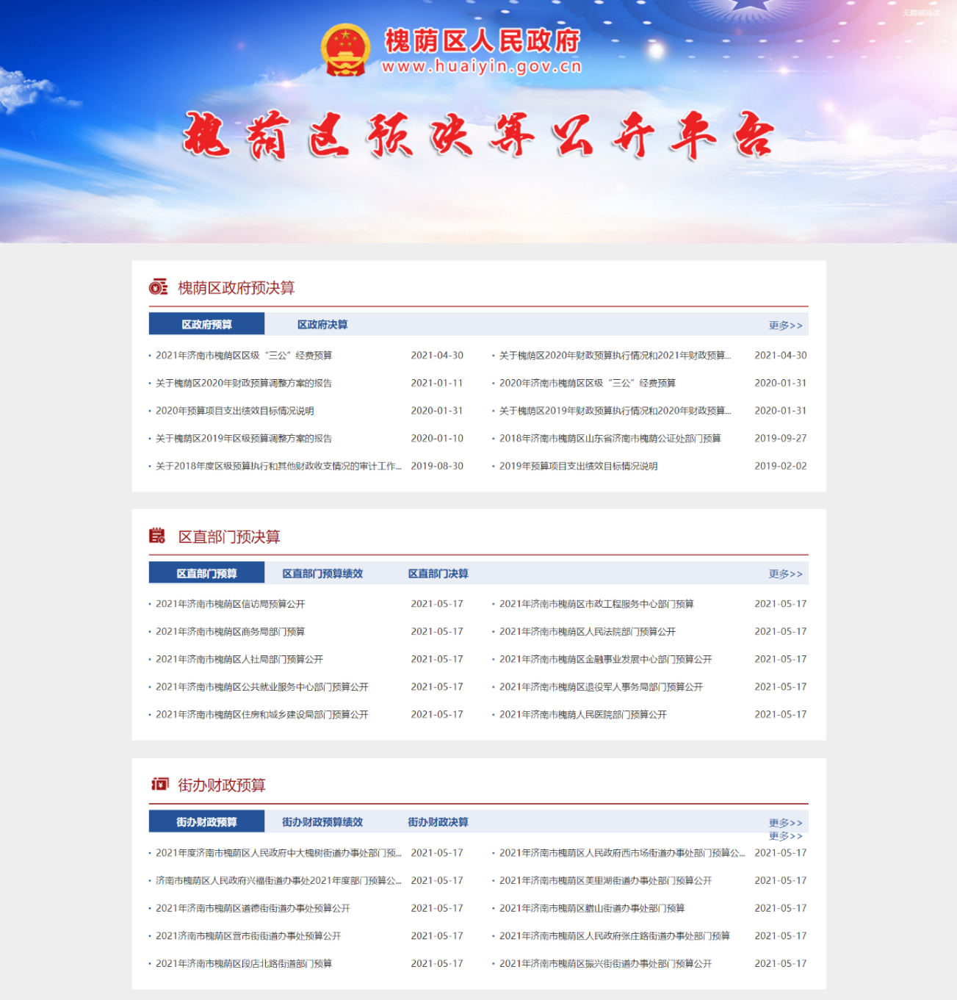 无障碍阅读
槐荫区人民政府
www.huaiyin.gov.cn
槐荫区预决算公开平台
槐荫区政府预决算
区政府预算 区政府决算 更多>>
· 2021年济南市槐荫区区级“三公”经费预算 2021-04-30 · 关于槐荫区2020年财政预算执行情况和2021年财政预算... 2021-04-30
· 关于槐荫区2020年财政预算调整方案的报告 2021-01-11 · 2020年济南市槐荫区区级“三公”经费预算 2020-01-31
· 2020年预算项目支出绩效目标情况说明 2020-01-31 · 关于槐荫区2019年财政预算执行情况和2020年财政预算... 2020-01-31
· 关于槐荫区2019年区级预算调整方案的报告 2020-01-10 · 2018年济南市槐荫区山东省济南市槐荫公证处部门预算 2019-09-27
· 关于2018年度区级预算执行和其他财政收支情况的审计工作... 2019-08-30 · 2019年预算项目支出绩效目标情况说明 2019-02-02
区直部门预决算
区直部门预算 区直部门预算绩效 区直部门决算 更多>>
· 2021年济南市槐荫区信访局预算公开 2021-05-17 · 2021年济南市槐荫区市政工程服务中心部门预算 2021-05-17
· 2021年济南市槐荫区商务局部门预算 2021-05-17 · 2021年济南市槐荫区人民法院部门预算公开 2021-05-17
· 2021年济南市槐荫区人社局部门预算公开 2021-05-17 · 2021年济南市槐荫区金融事业发展中心部门预算公开 2021-05-17
· 2021年济南市槐荫区公共就业服务中心部门预算公开 2021-05-17 · 2021年济南市槐荫区退役军人事务局部门预算公开 2021-05-17
· 2021年济南市槐荫区住房和城乡建设局部门预算公开 2021-05-17 · 2021年济南市槐荫人民医院部门预算公开 2021-05-17
街办财政预算
街办财政预算 街办财政预算绩效 街办财政决算 更多>>
更多>>
· 2021年度济南市槐荫区人民政府中大槐树街道办事处部门预... 2021-05-17 · 2021年济南市槐荫区人民政府西市场街道办事处部门预算公... 2021-05-17
· 济南市槐荫区人民政府兴福街道办事处2021年度部门预算公... 2021-05-17 · 2021年济南市槐荫区美里湖街道办事处部门预算公开 2021-05-17
· 2021年济南市槐荫区道德街街道办事处预算公开 2021-05-17 · 2021年济南市槐荫区腊山街道办事处部门预算 2021-05-17
· 2021济南市槐荫区营市街街道办事处预算公开 2021-05-17 · 2021年济南市槐荫区人民政府张庄路街道办事处部门预算 2021-05-17
· 2021年济南市槐荫区段店北路街道部门预算 2021-05-17 · 2021年济南市槐荫区振兴街街道办事处部门预算公开 2021-05-17